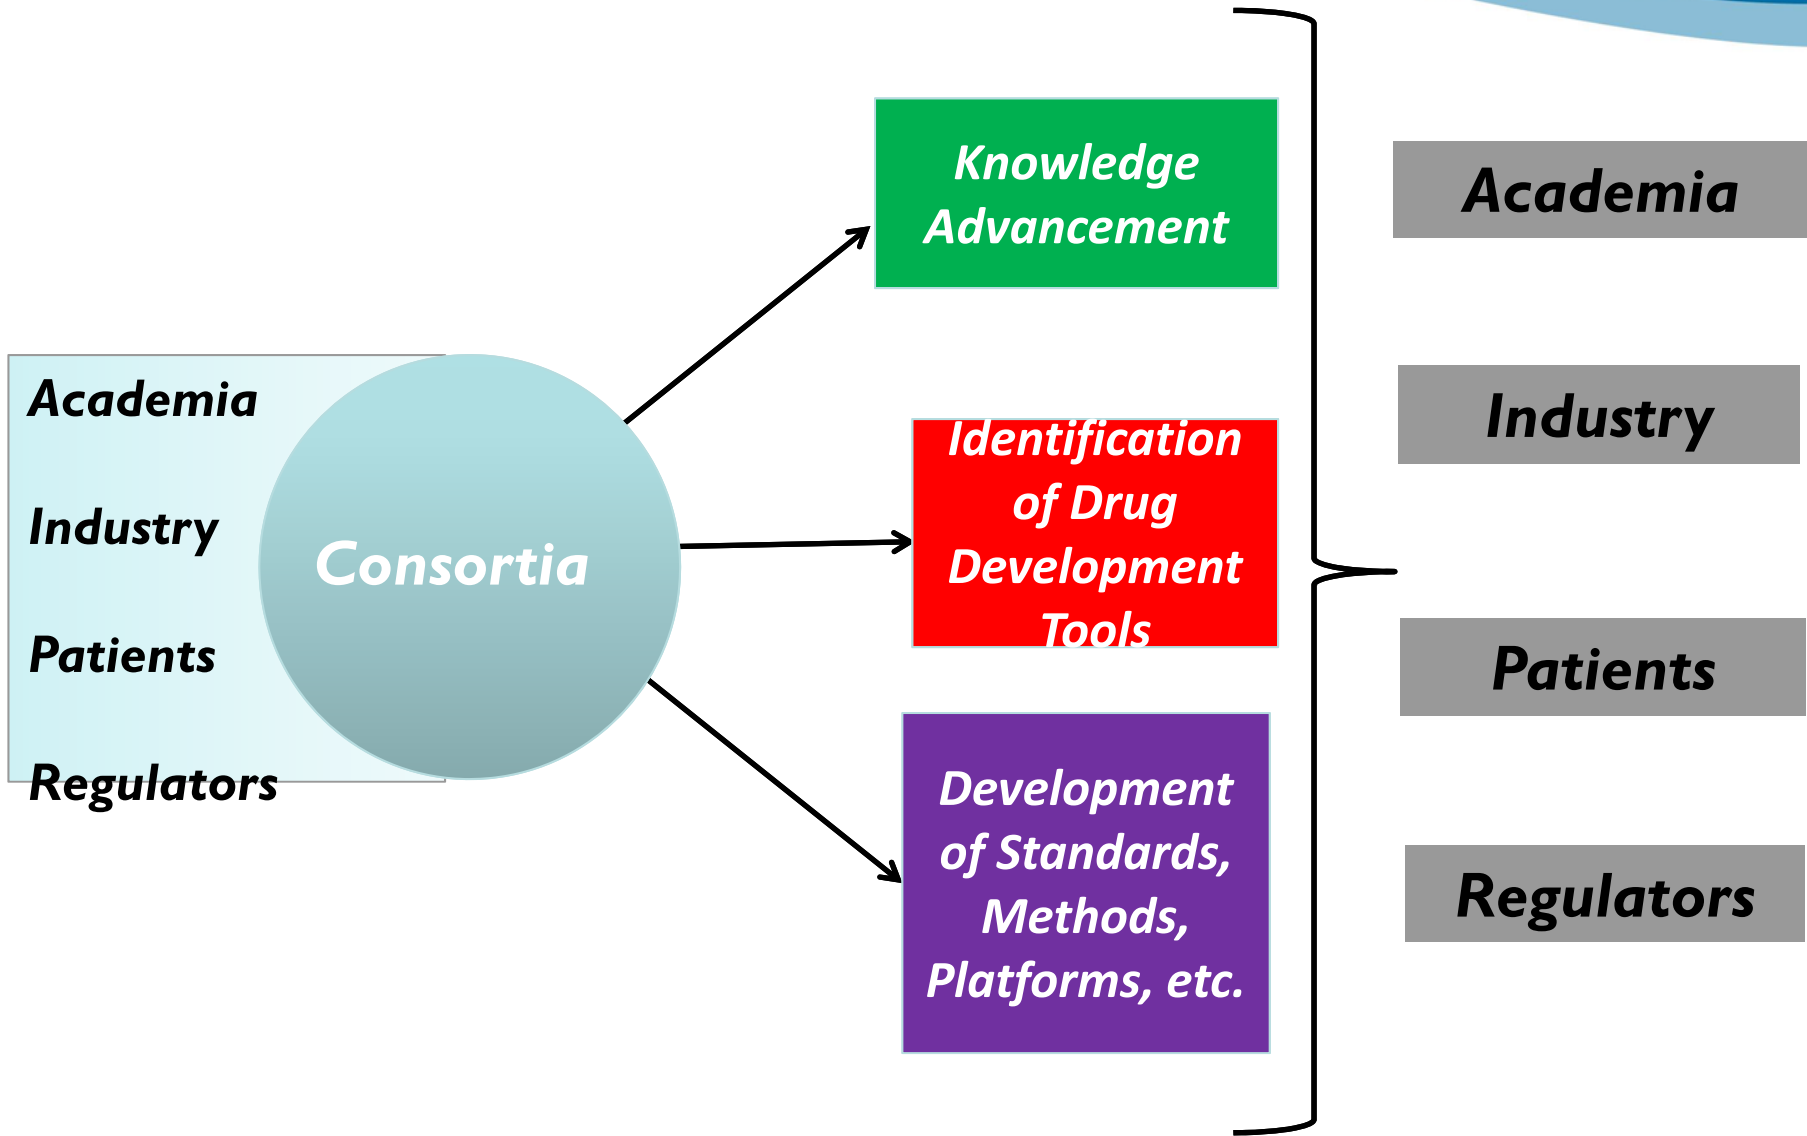 Academia
Industry
Patients
Regulators
Consortia
Knowledge
Advancement
Identification
of Drug
Development
Tools
Development
of Standards,
Methods,
Platforms, etc.
Academia
Industry
Patients
Regulators